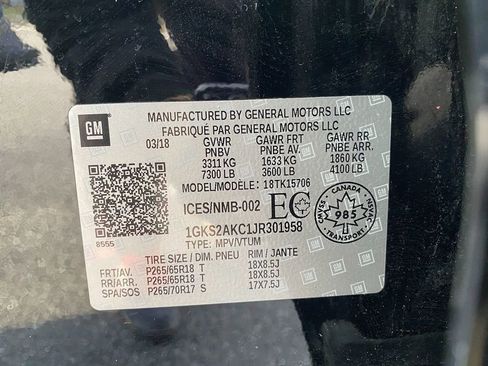 GM
MANUFACTURED BY GENERAL MOTORS LLC
FABRIQUÉ PAR GENERAL MOTORS LLC
03/18 GVWR GAWR FRT GAWR RR
PNBV PNBE AV. PNBE ARR.
3311 KG 1633 KG 1860 KG
7300 LB 3600 LB 4100 LB
MODEL/MODÈLE: 18TK15706
ICES/NMB-002 EC
CANADA
CMVSS NSVAC
985
TRANSPORT
1GKS2AKC1JR301958
TYPE: MPV/VTUM
8555
TIRE SIZE / DIM. PNEU RIM / JANTE
FRT/AV. P265/65R18 T 18X8.5J
RR/AR. P265/65R18 T 18X8.5J
SPA/SOS P265/70R17 S 17X7.5J